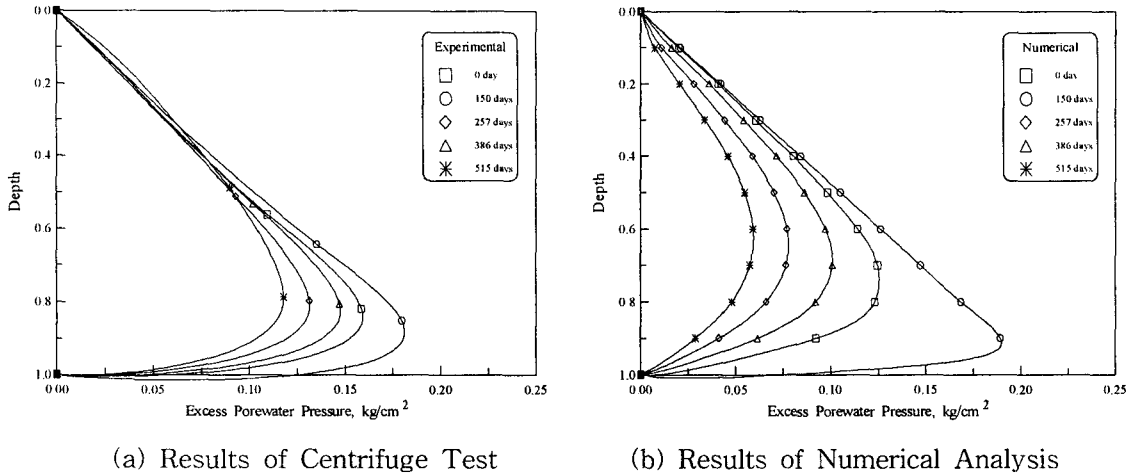 0.0
0.2
0.4
0.6
0.8
1.0
Depth
0.00
0.05
0.10
0.15
0.20
0.25
Excess Porewater Pressure, kg/cm²
Experimental
0 day
150 days
257 days
386 days
515 days
(a) Results of Centrifuge Test
0.0
0.2
0.4
0.6
0.8
1.0
Depth
0.00
0.05
0.10
0.15
0.20
0.25
Excess Porewater Pressure, kg/cm²
Numerical
0 day
150 days
257 days
386 days
515 days
(b) Results of Numerical Analysis